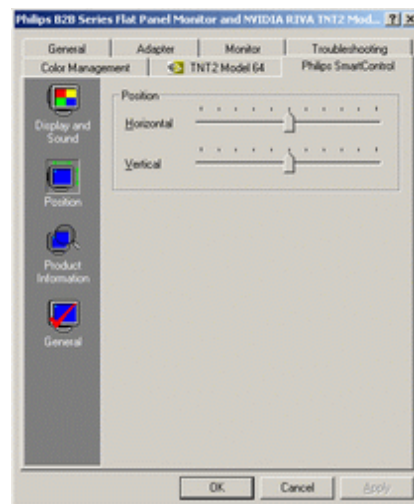 Philips B2B Series Flat Panel Monitor and NVIDIA RIVA TNT2 Mod...
General Adapter Monitor Troubleshooting
Color Management TNT2 Model 64 Philips SmartControl
Position
Horizontal
Vertical
Display and
Sound
Position
Product
Information
General
OK Cancel Apply